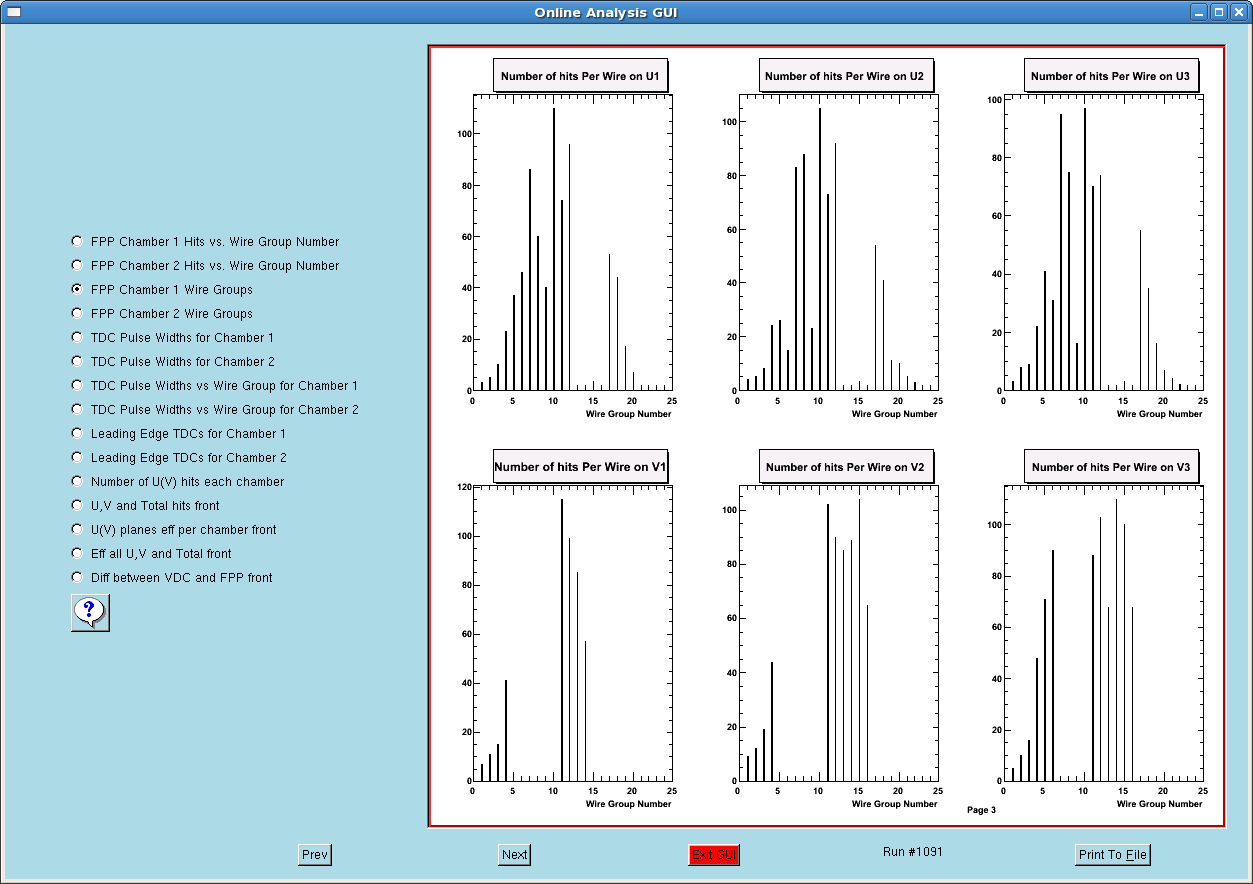 Online Analysis GUI
FPP Chamber 1 Hits vs. Wire Group Number
FPP Chamber 2 Hits vs. Wire Group Number
FPP Chamber 1 Wire Groups
FPP Chamber 2 Wire Groups
TDC Pulse Widths for Chamber 1
TDC Pulse Widths for Chamber 2
TDC Pulse Widths vs Wire Group for Chamber 1
TDC Pulse Widths vs Wire Group for Chamber 2
Leading Edge TDCs for Chamber 1
Leading Edge TDCs for Chamber 2
Number of U(V) hits each chamber
U,V and Total hits front
U(V) planes eff per chamber front
Eff all U,V and Total front
Diff between VDC and FPP front
?
Number of hits Per Wire on U1
100
80
60
40
20
0
0 5 10 15 20 25
Wire Group Number
Number of hits Per Wire on U2
100
80
60
40
20
0
0 5 10 15 20 25
Wire Group Number
Number of hits Per Wire on U3
100
80
60
40
20
0
0 5 10 15 20 25
Wire Group Number
Number of hits Per Wire on V1
120
100
80
60
40
20
0
0 5 10 15 20 25
Wire Group Number
Number of hits Per Wire on V2
100
80
60
40
20
0
0 5 10 15 20 25
Wire Group Number
Number of hits Per Wire on V3
100
80
60
40
20
0
0 5 10 15 20 25
Wire Group Number
Page 3
Prev
Next
Exit GUI
Run #1091
Print To File